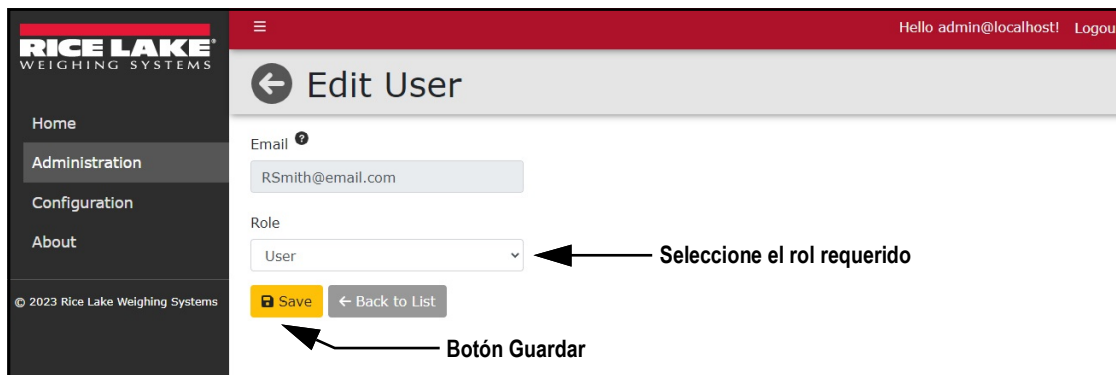 RICE LAKE®
WEIGHING SYSTEMS
Home
Administration
Configuration
About
© 2023 Rice Lake Weighing Systems
Hello admin@localhost! Logou
Edit User
Email
RSmith@email.com
Role
User
Seleccione el rol requerido
Save
← Back to List
Botón Guardar